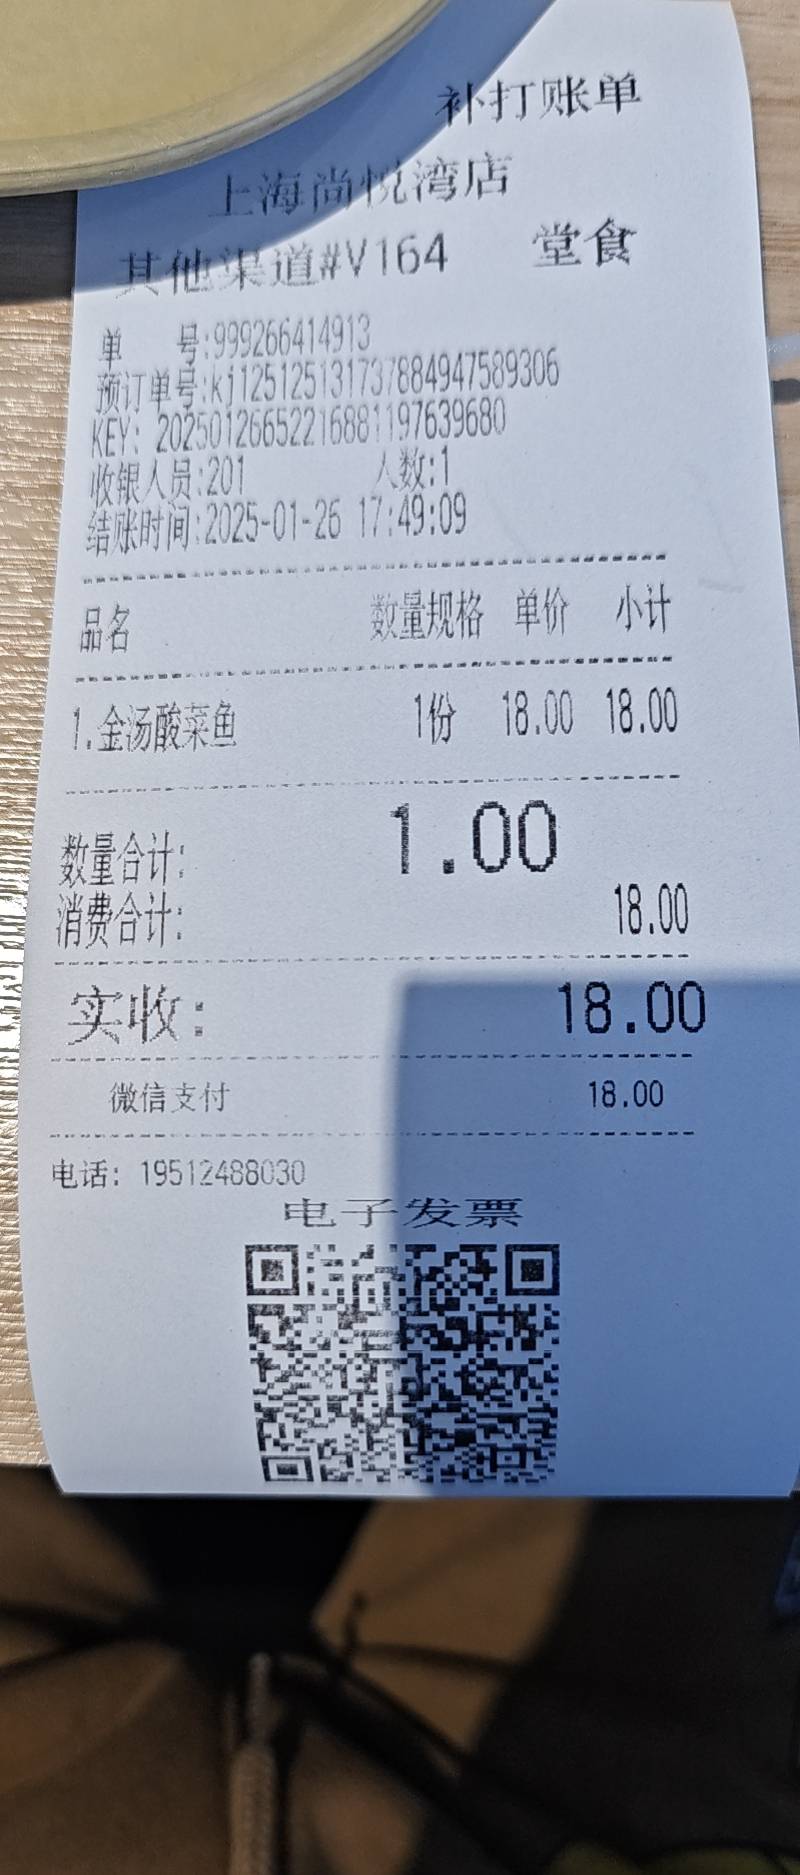 补打账单
上海尚悦湾店
其他渠道#V164 堂食
单 号:999266414913
预订单号:kj1251251317378849475893​06
KEY: 202501266522168811976​39680
收银人员:201 人数:1
结账时间:2025-01-26 17:49:09
品名 数量规格 单价 小计
1.金汤酸菜鱼 1份 18.00 18.00
数量合计: 1.00
消费合计: 18.00
实收: 18.00
微信支付 18.00
电话: 19512488030
电子发票